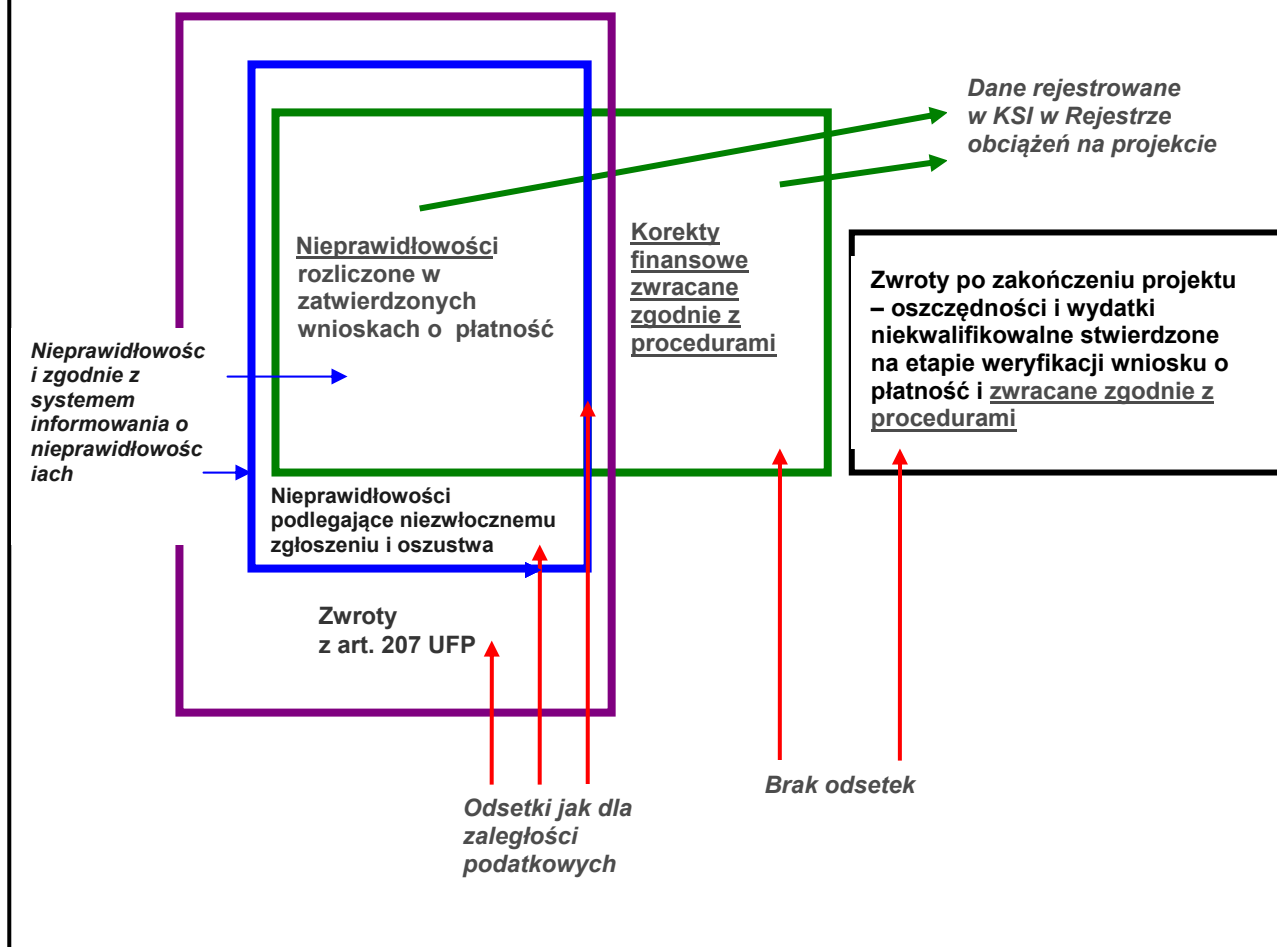 Dane rejestrowane
w KSI w Rejestrze
obciążeń na projekcie
Nieprawidłowości
rozliczone w
zatwierdzonych
wnioskach o płatność
Korekty
finansowe
zwracane
zgodnie z
procedurami
Zwroty po zakończeniu projektu
– oszczędności i wydatki
niekwalifikowalne stwierdzone
na etapie weryfikacji wniosku o
płatność i zwracane zgodnie z
procedurami
Nieprawidłowośc
i zgodnie z
systemem
informowania o
nieprawidłowośc
iach
Nieprawidłowości
podlegające niezwłocznemu
zgłoszeniu i oszustwa
Zwroty
z art. 207 UFP
Odsetki jak dla
zaległości
podatkowych
Brak odsetek